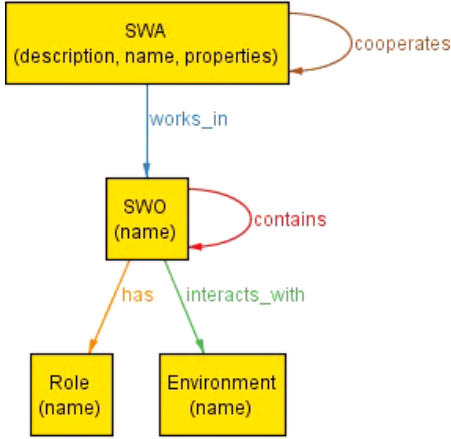 SWA
(description, name, properties)
cooperates
works_in
SWO
(name)
contains
has
interacts_with
Role
(name)
Environment
(name)